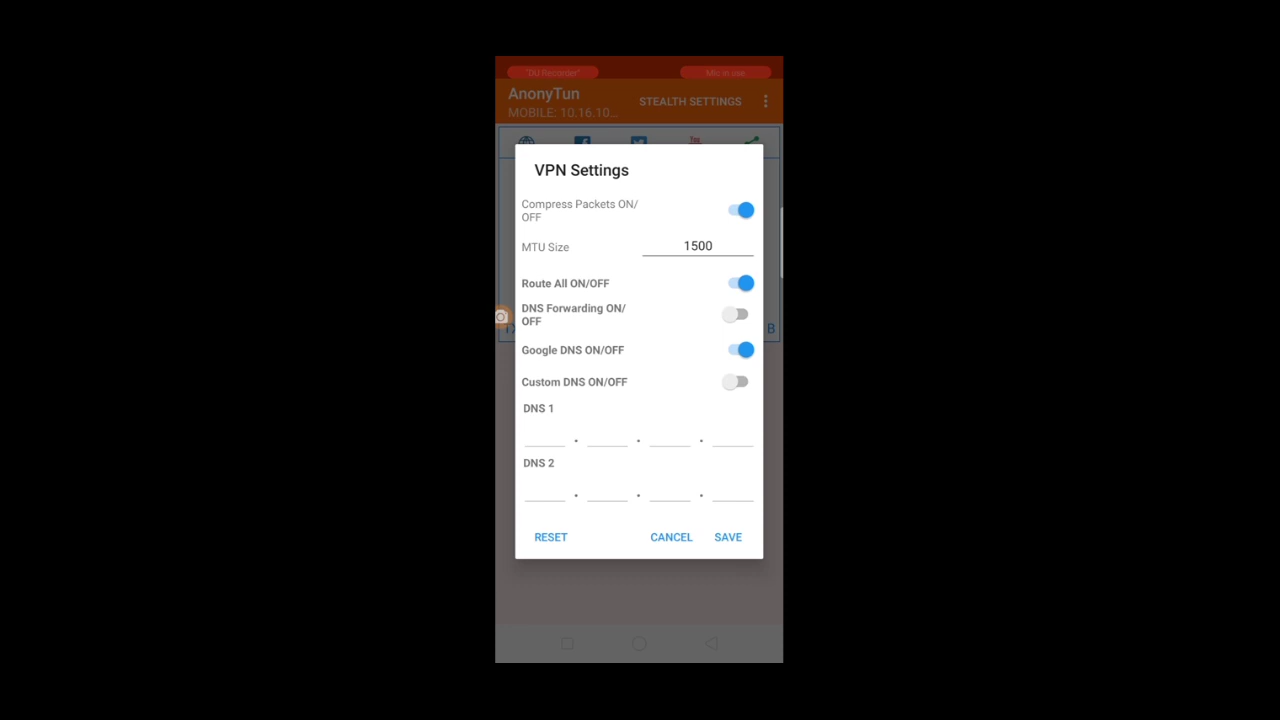 "DU Recorder"
Mic in use
AnonyTun
STEALTH SETTINGS
MOBILE: 10.16.10...
You
VPN Settings
Compress Packets ON/
OFF
MTU Size
1500
Route All ON/OFF
DNS Forwarding ON/
OFF
B
Google DNS ON/OFF
Custom DNS ON/OFF
DNS 1
. . .
DNS 2
. . .
RESET
CANCEL
SAVE